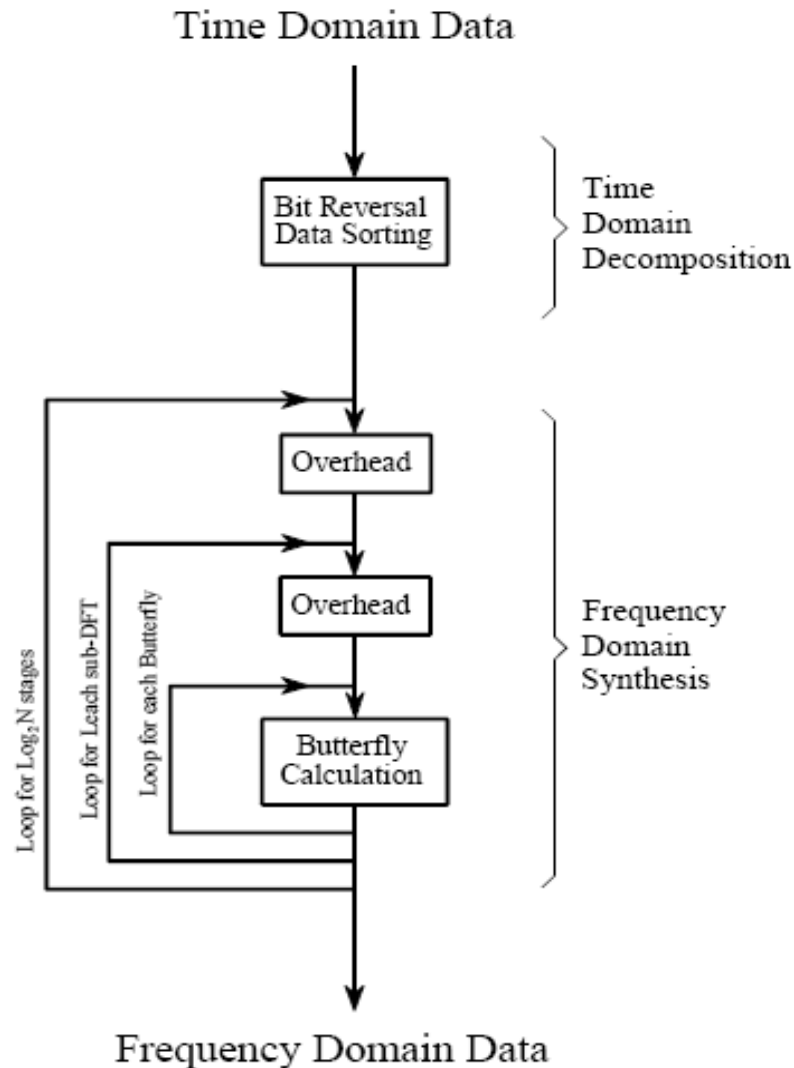 Time Domain Data
Bit Reversal
Data Sorting
Time
Domain
Decomposition
Overhead
Overhead
Loop for Log₂N stages
Loop for Leach sub-DFT
Loop for each Butterfly
Butterfly
Calculation
Frequency
Domain
Synthesis
Frequency Domain Data